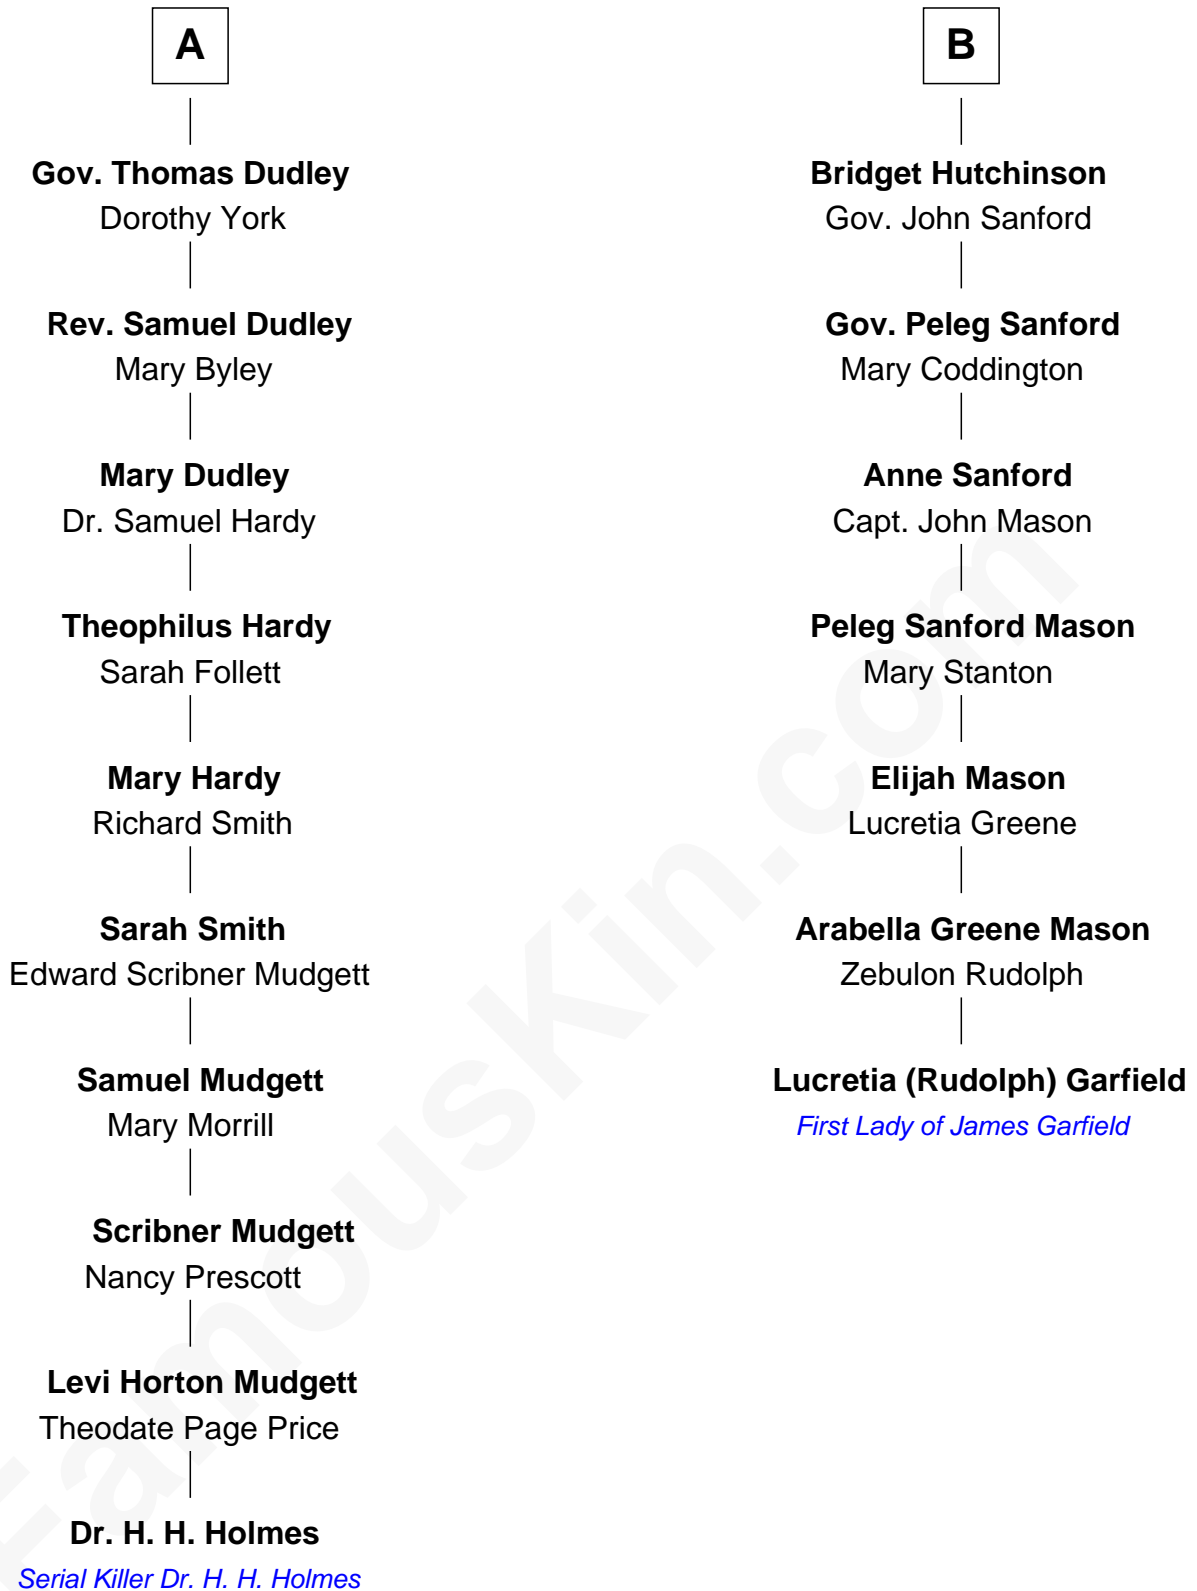 A
Gov. Thomas Dudley
Dorothy York
Rev. Samuel Dudley
Mary Byley
Mary Dudley
Dr. Samuel Hardy
Theophilus Hardy
Sarah Follett
Mary Hardy
Richard Smith
Sarah Smith
Edward Scribner Mudgett
Samuel Mudgett
Mary Morrill
Scribner Mudgett
Nancy Prescott
Levi Horton Mudgett
Theodate Page Price
Dr. H. H. Holmes
Serial Killer Dr. H. H. Holmes
B
Bridget Hutchinson
Gov. John Sanford
Gov. Peleg Sanford
Mary Coddington
Anne Sanford
Capt. John Mason
Peleg Sanford Mason
Mary Stanton
Elijah Mason
Lucretia Greene
Arabella Greene Mason
Zebulon Rudolph
Lucretia (Rudolph) Garfield
First Lady of James Garfield
FamousKin.com